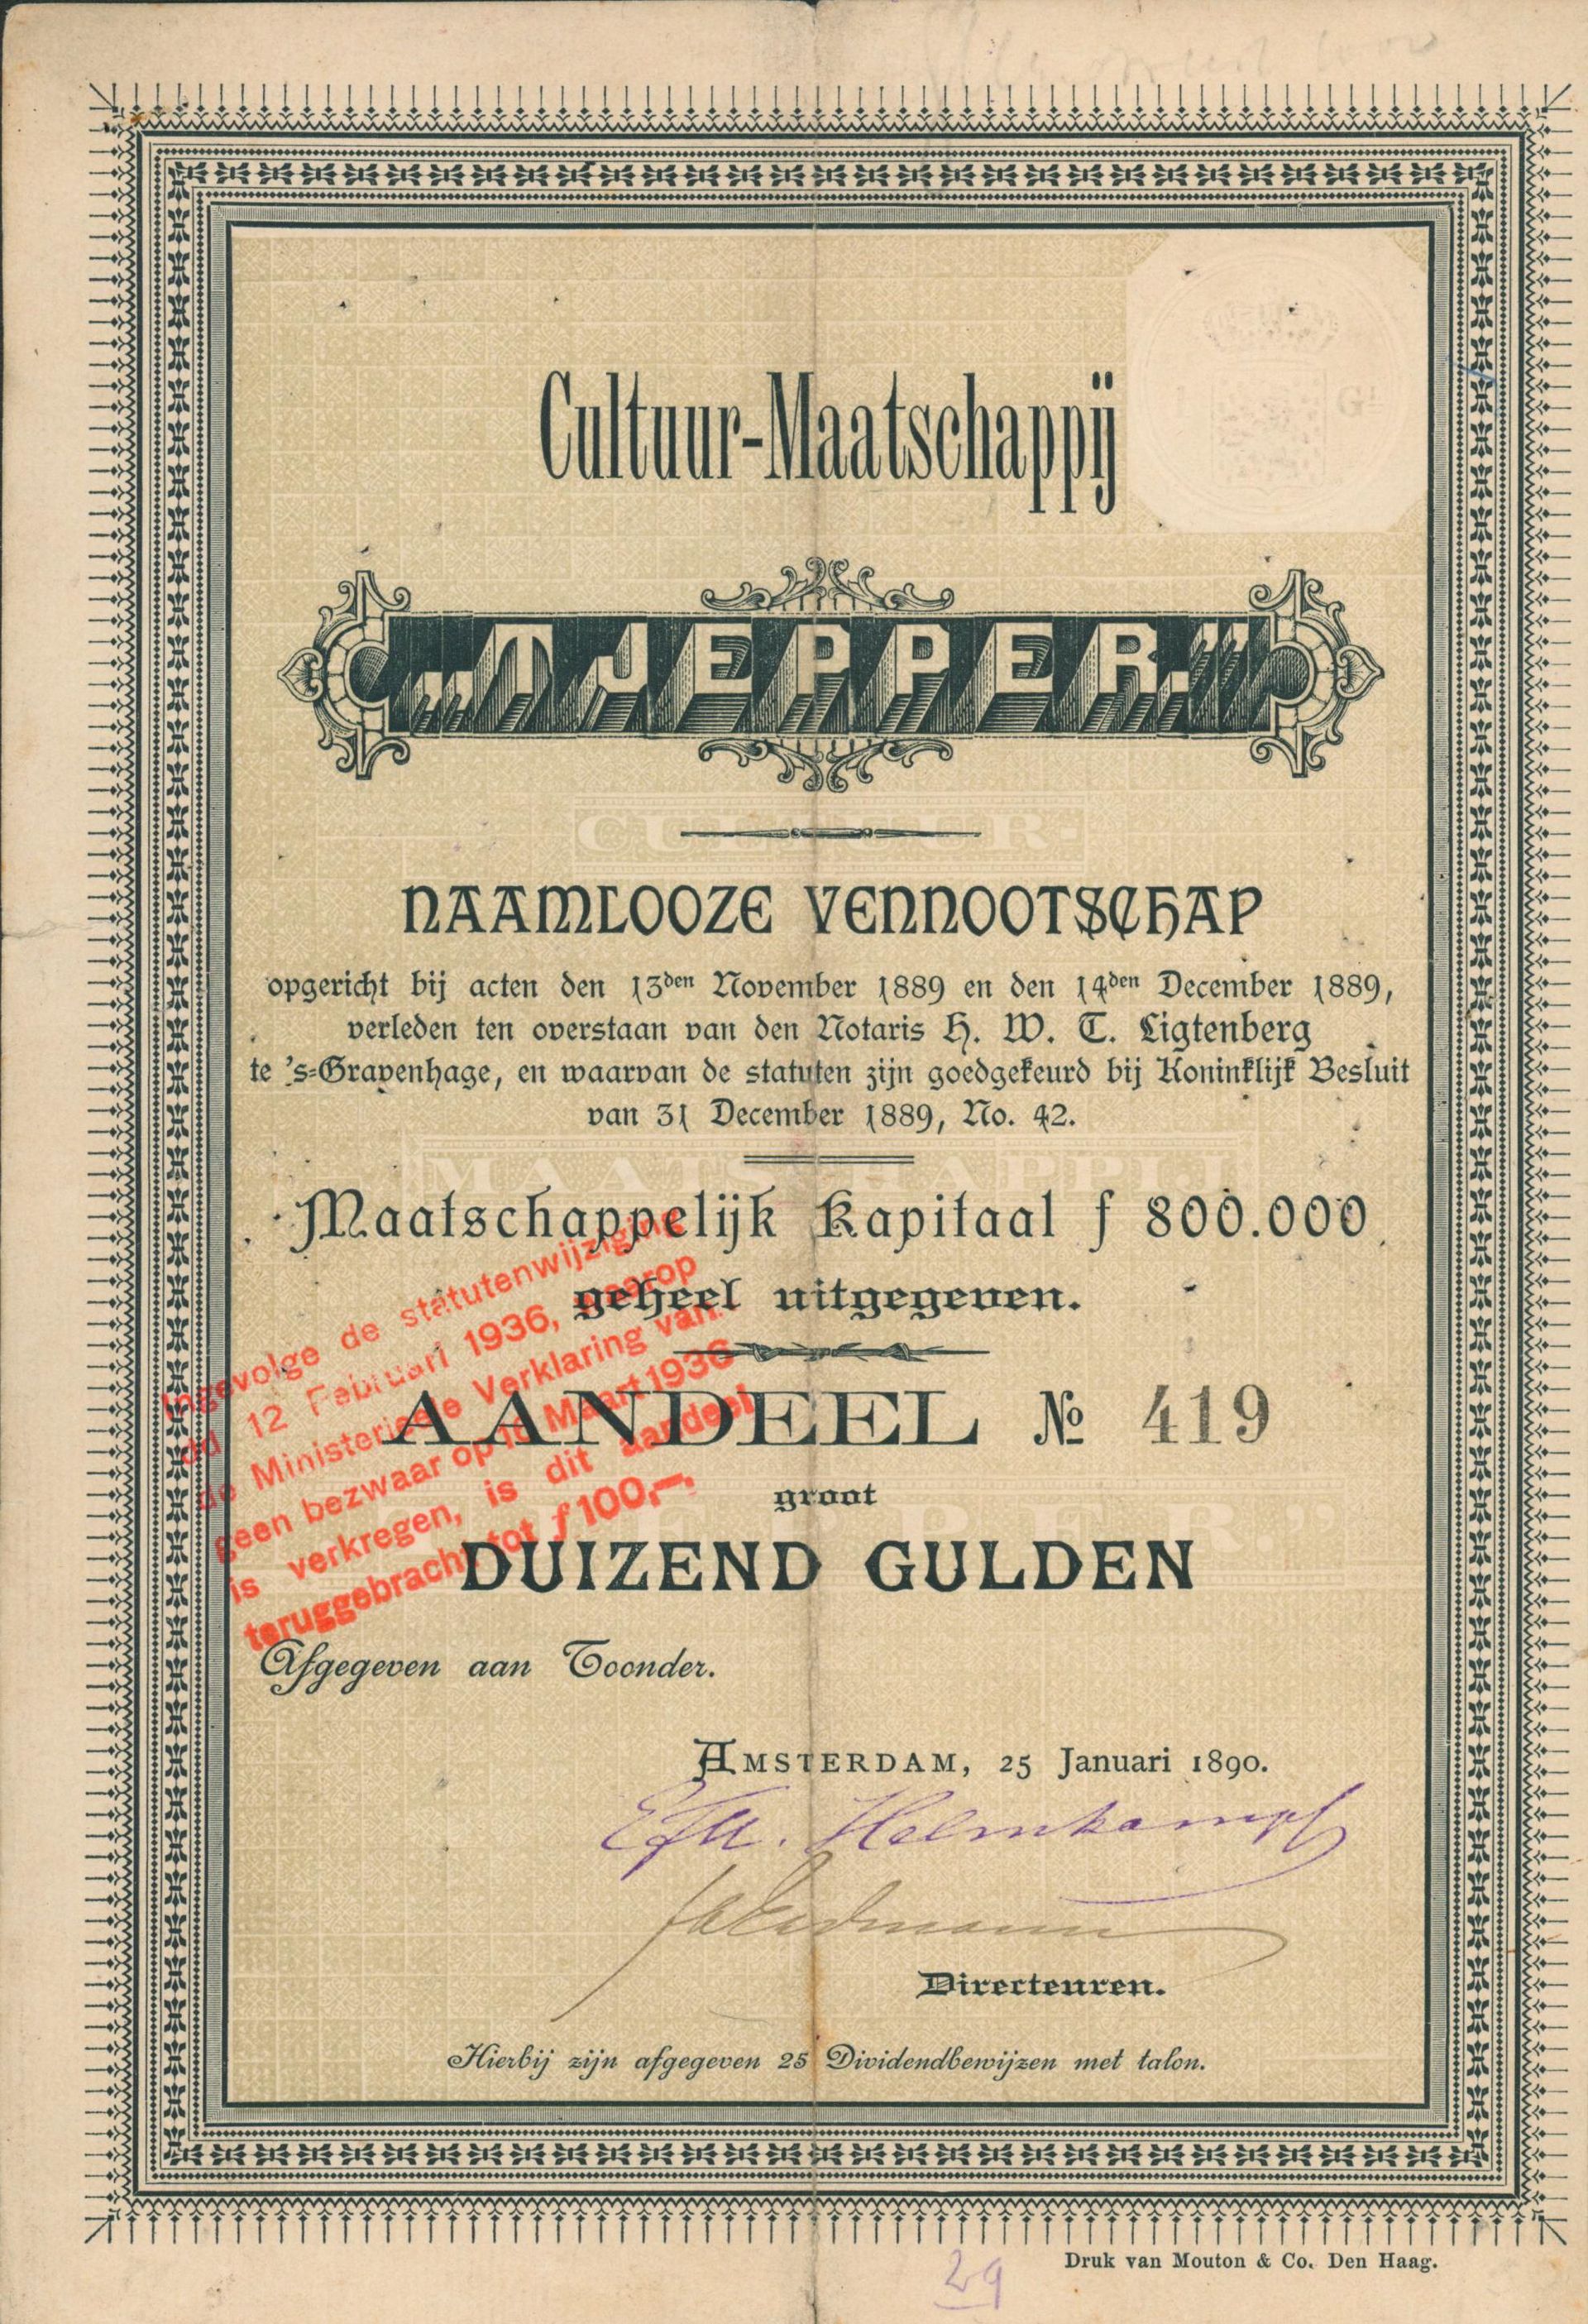 Cultuur-Maatschappij
„TJEPPER."
NAAMLOOZE VENNOOTSCHAP
opgericht bij acten den 13den November 1889 en den 14den December 1889,
verleden ten overstaan van den Notaris H. W. T. Ligtenberg
te 's-Gravenhage, en waarvan de statuten zijn goedgekeurd bij Koninklijk Besluit
van 31 December 1889, No. 42.
Maatschappelijk Kapitaal f 800.000
geheel uitgegeven.
Ingevolge de statutenwijziging
dd 12 Februari 1936, waarop
de Ministerieele Verklaring van
geen bezwaar op 10 Maart 1936
is verkregen, is dit aandeel
teruggebracht tot f 100,-.
AANDEEL No 419
groot
DUIZEND GULDEN
Afgegeven aan Toonder.
AMSTERDAM, 25 Januari 1890.
Helmkampf
Directeuren.
Hierbij zijn afgegeven 25 Dividendbewijzen met talon.
Druk van Mouton & Co. Den Haag.
29